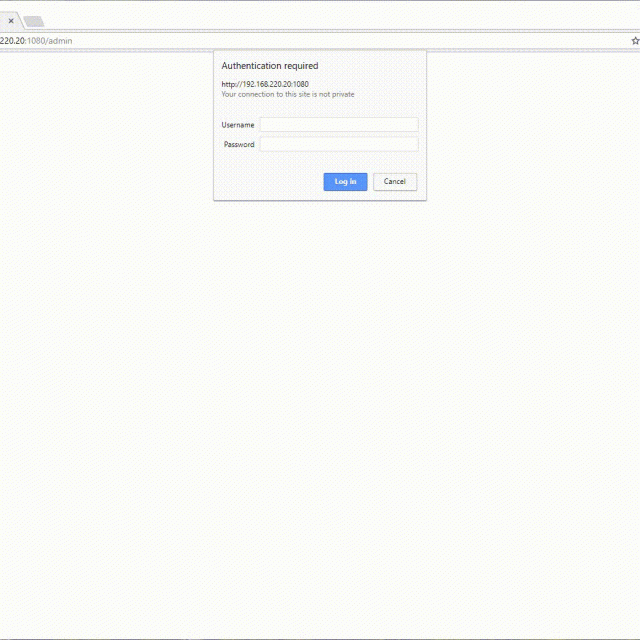 220.20:1080/admin
Authentication required
http://192.168.220.20:1080
Your connection to this site is not private
Username
Password
Log in
Cancel